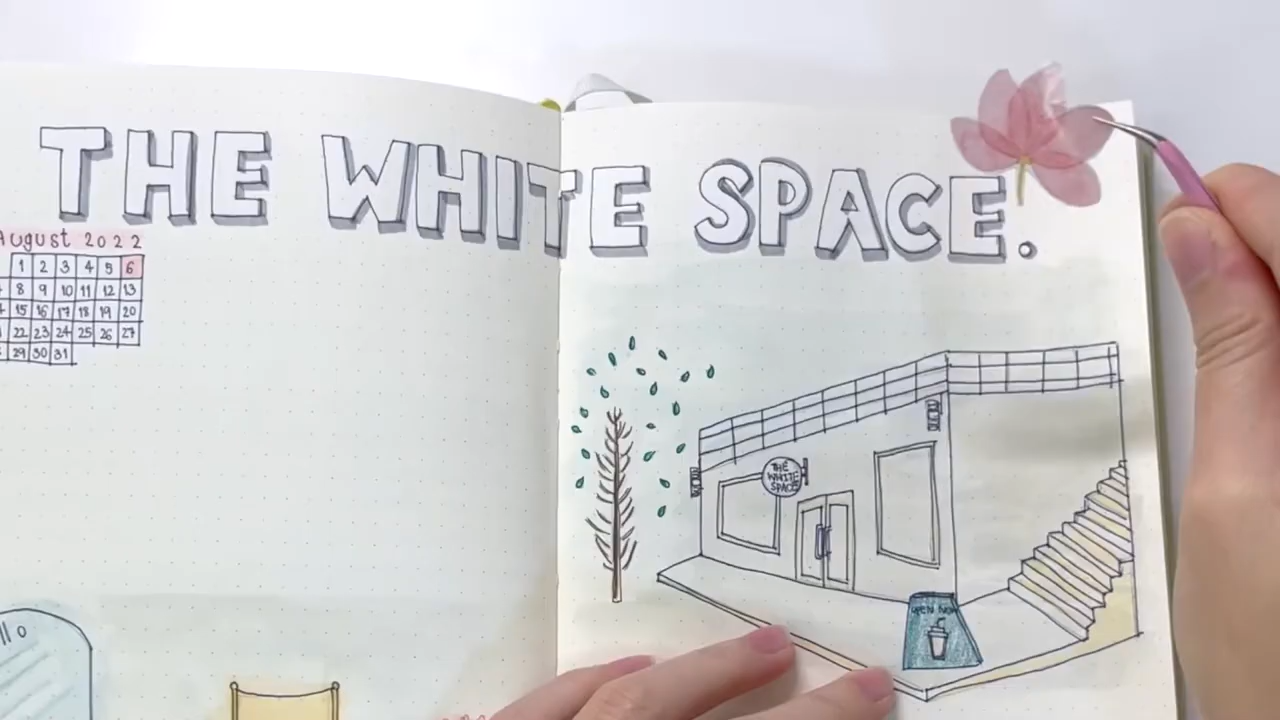 THE WHITE SPACE.
August 2022
1 2 3 4 5 6
8 9 10 11 12 13
15 16 17 18 19 20
22 23 24 25 26 27
29 30 31
THE
WHITE
SPACE
OPEN NOW
llo